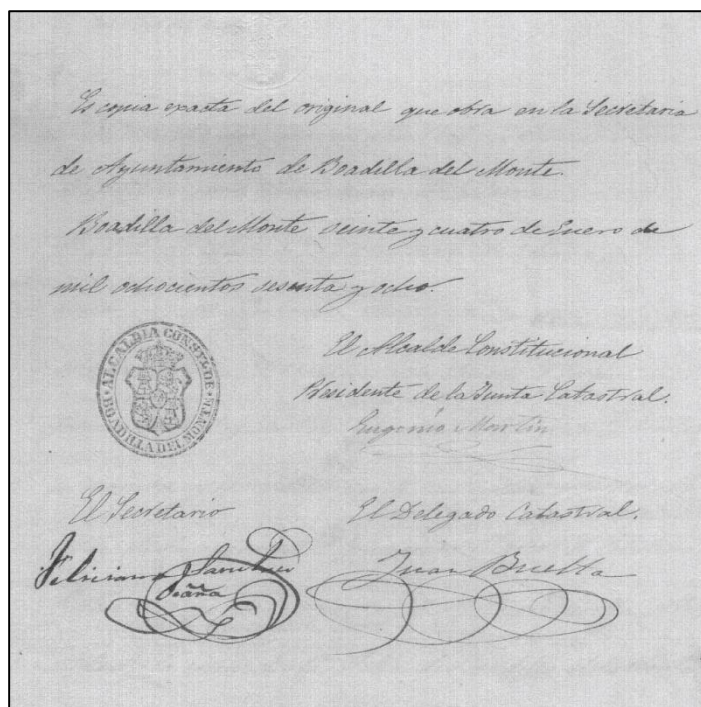 Es copia exacta del original que obra en la Secretaria
de Ayuntamiento de Boadilla del Monte.
Boadilla del Monte veinte y cuatro de Enero de
mil ochocientos sesenta y ocho.
ALCALDIA CONSTL DE
BOADILLA DEL MONTE
El Alcalde Constitucional
Presidente de la Junta Catastral.
Eugenio Martin
El Secretario
El Delegado Catastral.
Feliciano Sanchez
Juan